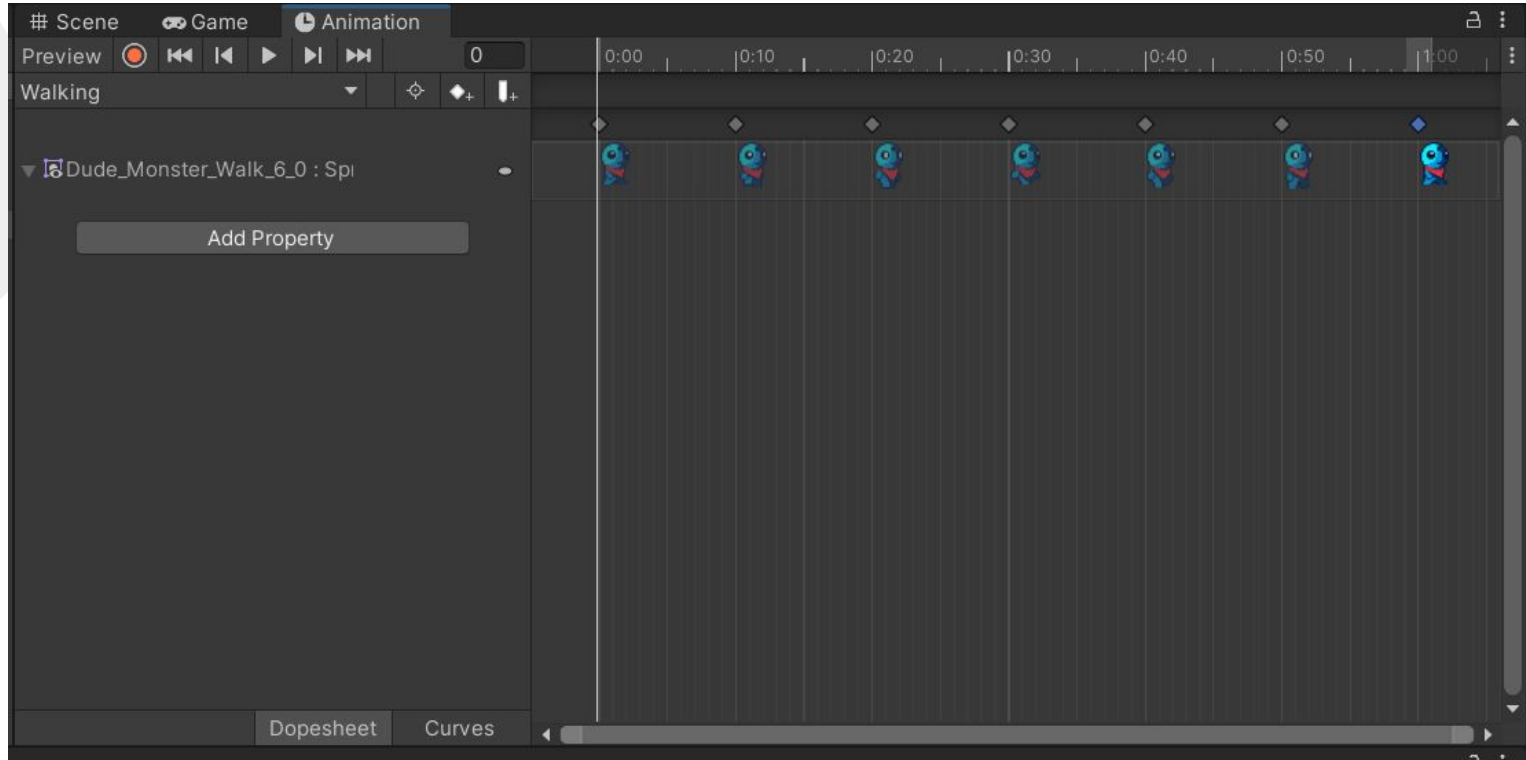 # Scene Game Animation
Preview 0 0:00 0:10 0:20 0:30 0:40 0:50 1:00
Walking
Dude_Monster_Walk_6_0 : Spr
Add Property
Dopesheet Curves